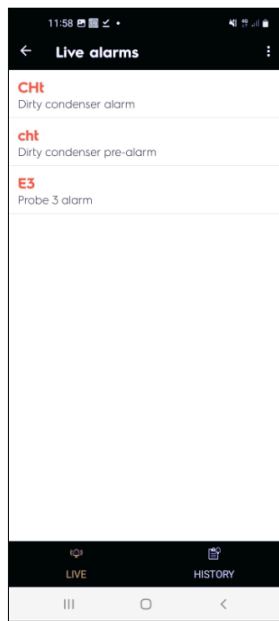 11:58
Live alarms
CHt
Dirty condenser alarm
cht
Dirty condenser pre-alarm
E3
Probe 3 alarm
LIVE
HISTORY